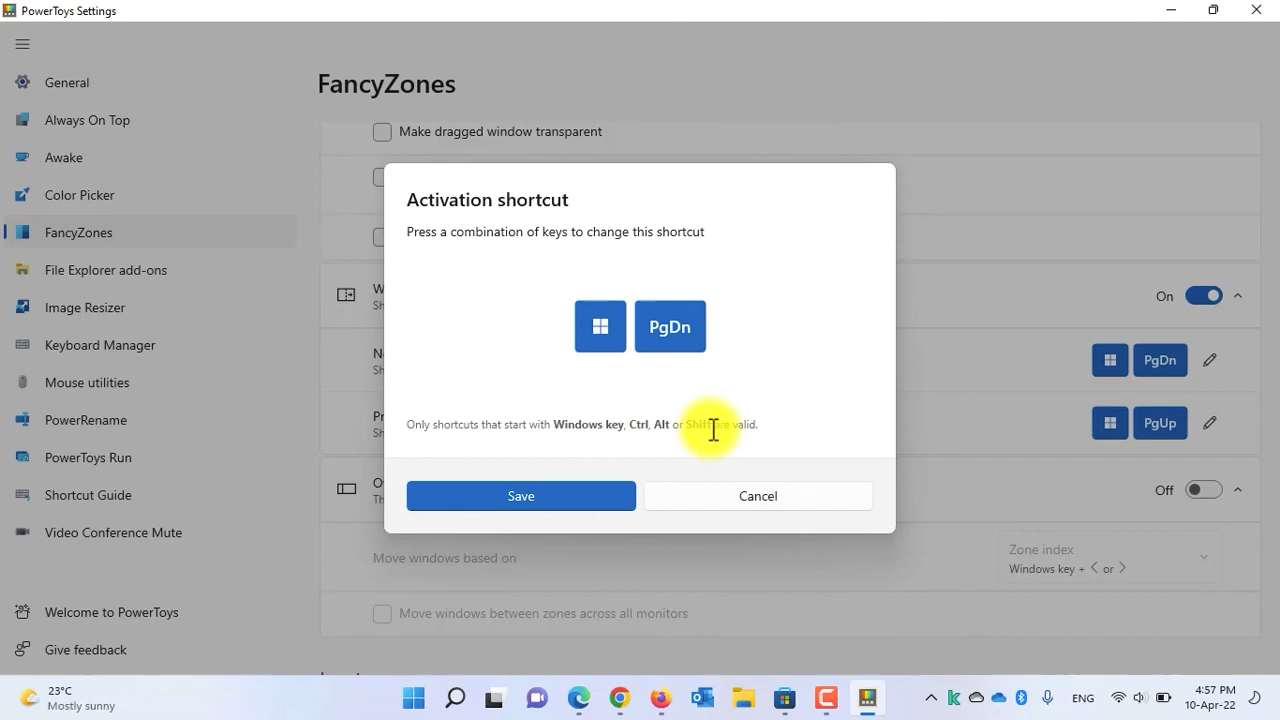 PowerToys Settings
General
Always On Top
Awake
Color Picker
FancyZones
File Explorer add-ons
Image Resizer
Keyboard Manager
Mouse utilities
PowerRename
PowerToys Run
Shortcut Guide
Video Conference Mute
Welcome to PowerToys
Give feedback
FancyZones
Make dragged window transparent
Activation shortcut
Press a combination of keys to change this shortcut
PgDn
Only shortcuts that start with Windows key, Ctrl, Alt or Shift are valid.
Save
Cancel
On
PgDn
PgUp
Off
Move windows based on
Zone index
Windows key + < or >
Move windows between zones across all monitors
23°C
Mostly sunny
ENG
4:57 PM
10-Apr-22